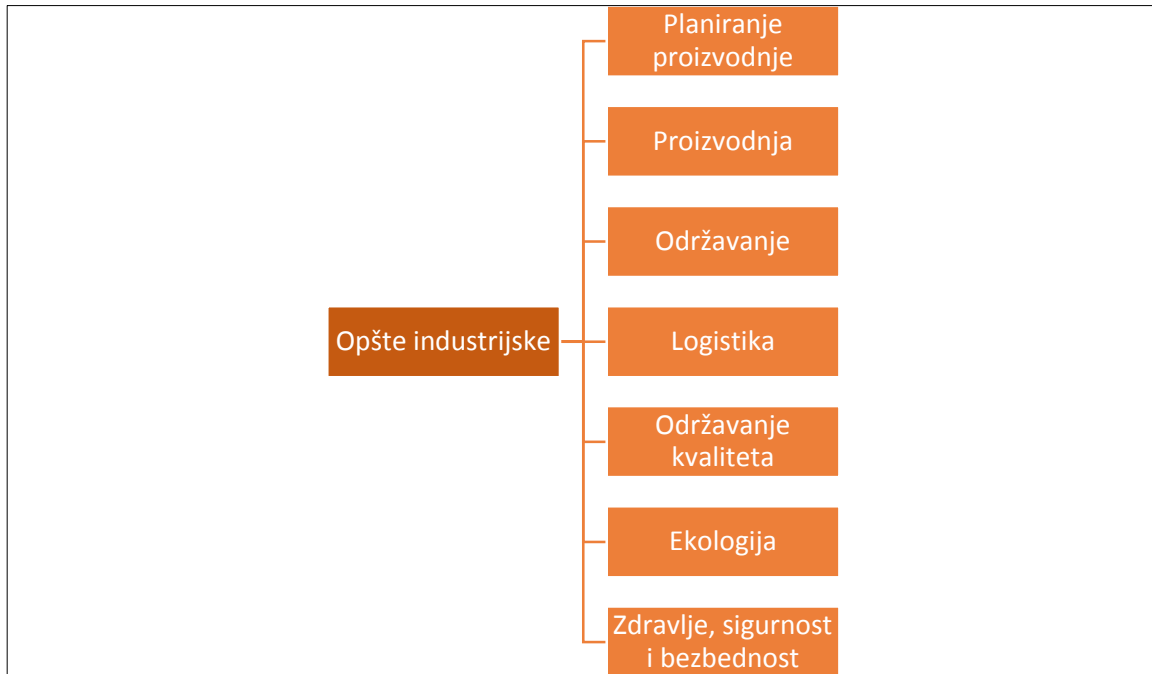 Planiranje
proizvodnje
Proizvodnja
Održavanje
Opšte industrijske
Logistika
Održavanje
kvaliteta
Ekologija
Zdravlje, sigurnost
i bezbednost